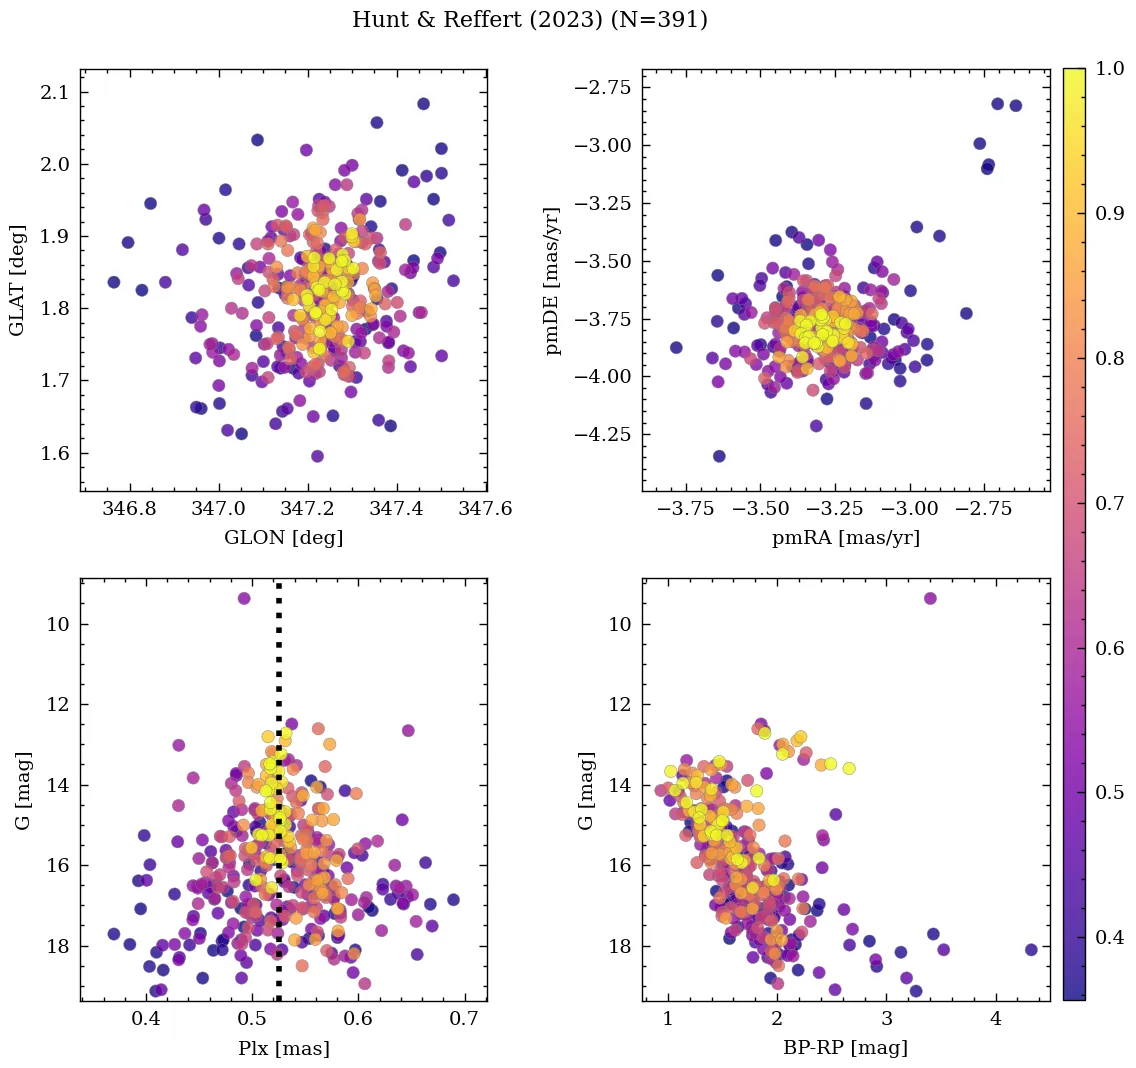 Hunt & Reffert (2023) (N=391)
2.1
2.0
1.9
1.8
1.7
1.6
GLAT [deg]
346.8 347.0 347.2 347.4 347.6
GLON [deg]
−2.75
−3.00
−3.25
−3.50
−3.75
−4.00
−4.25
pmDE [mas/yr]
−3.75 −3.50 −3.25 −3.00 −2.75
pmRA [mas/yr]
1.0
0.9
0.8
0.7
0.6
0.5
0.4
10
12
14
16
18
G [mag]
0.4 0.5 0.6 0.7
Plx [mas]
10
12
14
16
18
G [mag]
1 2 3 4
BP-RP [mag]